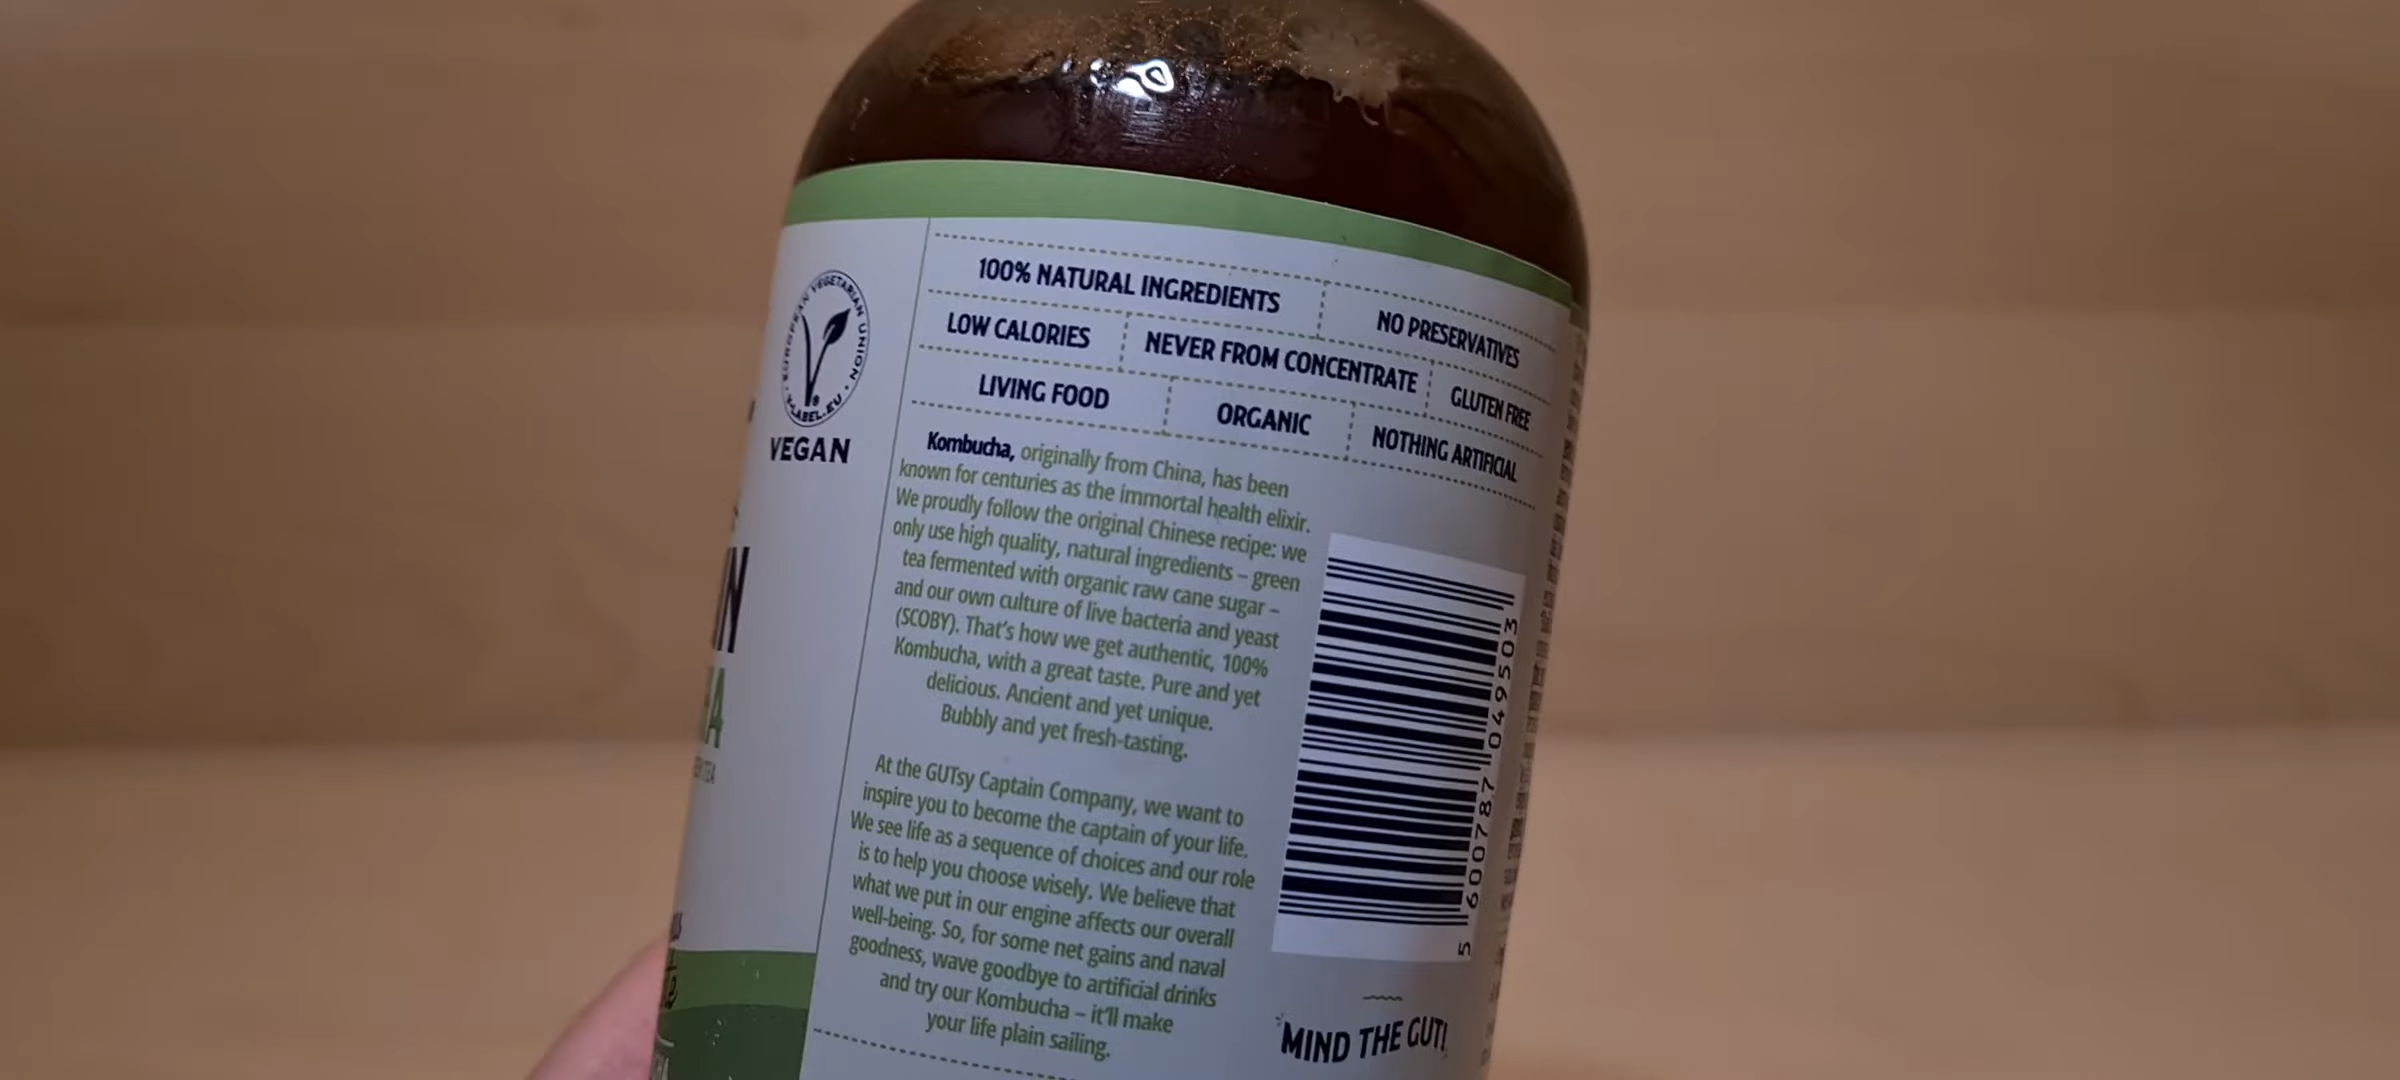 100% NATURAL INGREDIENTS
NO PRESERVATIVES
LOW CALORIES
NEVER FROM CONCENTRATE
GLUTEN FREE
LIVING FOOD
ORGANIC
NOTHING ARTIFICIAL
EUROPEAN VEGETARIAN UNION
V-LABEL.EU
VEGAN
Kombucha, originally from China, has been
known for centuries as the immortal health elixir.
We proudly follow the original Chinese recipe: we
only use high quality, natural ingredients – green
tea fermented with organic raw cane sugar –
and our own culture of live bacteria and yeast
(SCOBY). That's how we get authentic, 100%
Kombucha, with a great taste. Pure and yet
delicious. Ancient and yet unique.
Bubbly and yet fresh-tasting.
At the GUTsy Captain Company, we want to
inspire you to become the captain of your life.
We see life as a sequence of choices and our role
is to help you choose wisely. We believe that
what we put in our engine affects our overall
well-being. So, for some net gains and naval
goodness, wave goodbye to artificial drinks
and try our Kombucha – it'll make
your life plain sailing.
5 600787 049503
MIND THE GUT!